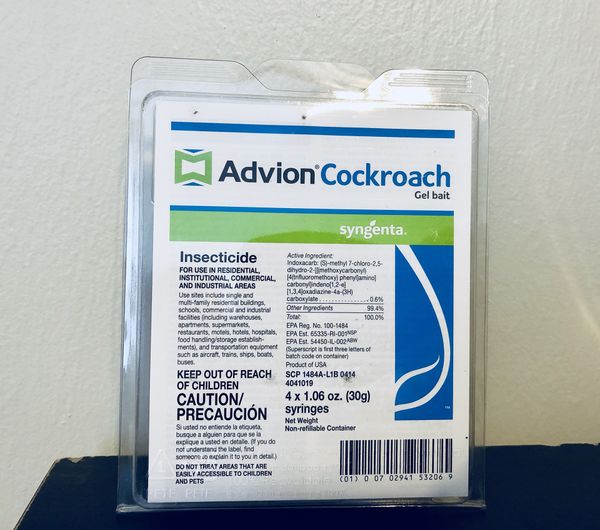 Advion® Cockroach
Gel bait
syngenta.
Insecticide
FOR USE IN RESIDENTIAL,
INSTITUTIONAL, COMMERCIAL,
AND INDUSTRIAL AREAS
Use sites include single and
multi-family residential buildings,
schools, commercial and industrial
facilities (including warehouses,
apartments, supermarkets,
restaurants, motels, hotels, hospitals,
food handling/storage establish-
ments), and transportation equipment
such as aircraft, trains, ships, boats,
buses.
KEEP OUT OF REACH
OF CHILDREN
CAUTION/
PRECAUCIÓN
Si usted no entiende la etiqueta,
busque a alguien para que se la
explique a usted en detalle. (If you do
not understand the label, find
someone to explain it to you in detail.)
DO NOT TREAT AREAS THAT ARE
EASILY ACCESSIBLE TO CHILDREN
AND PETS
Active Ingredient:
Indoxacarb: (S)-methyl 7-chloro-2,5-
dihydro-2-[[(methoxycarbonyl)
[4(trifluoromethoxy) phenyl]amino]
carbonyl]indeno[1,2-e]
[1,3,4]oxadiazine-4a-(3H)
carboxylate 0.6%
Other Ingredients 99.4%
Total: 100.0%
EPA Reg. No. 100-1484
EPA Est. 65335-RI-001NSP
EPA Est. 54450-IL-002ABW
(Superscript is first three letters of
batch code on container)
Product of USA
SCP 1484A-L1B 0414
4041019
4 x 1.06 oz. (30g)
syringes
Net Weight
Non-refillable Container
TM
(01) 0 07 02941 53206 9